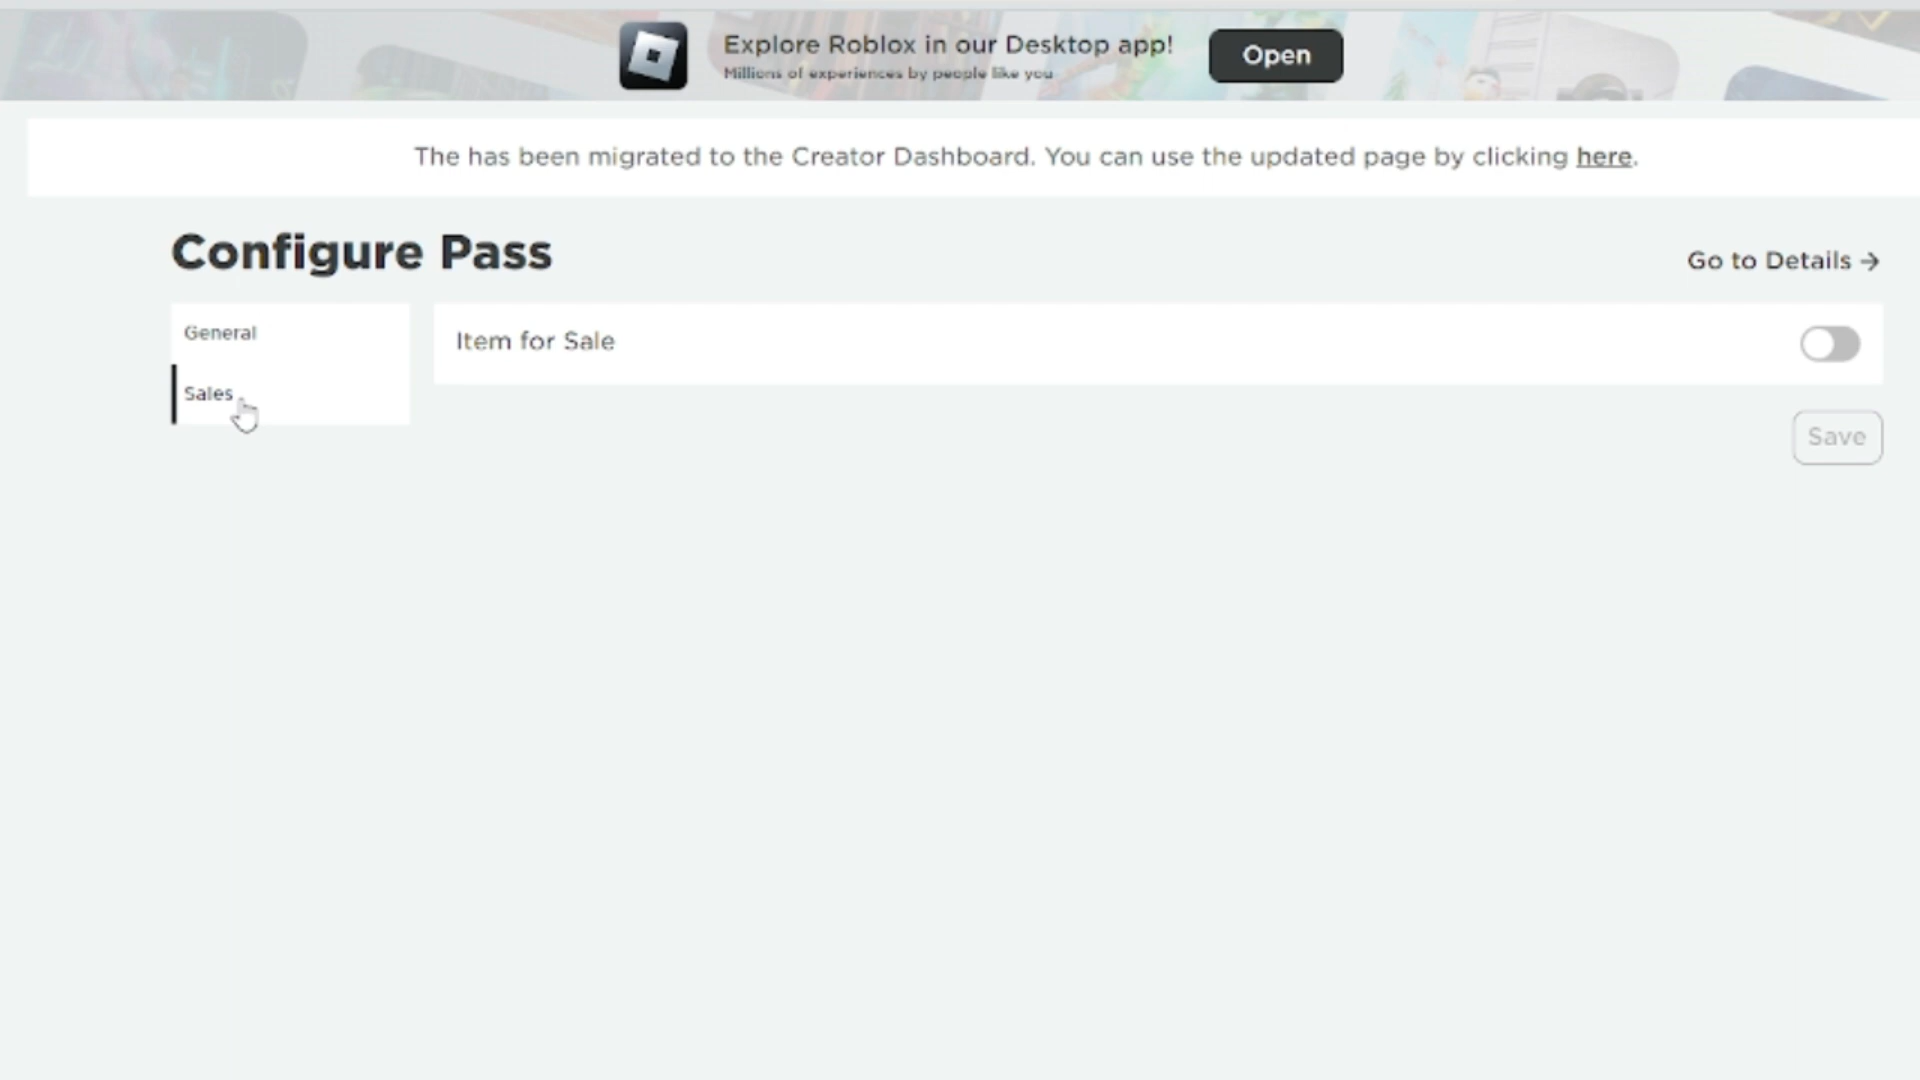 Explore Roblox in our Desktop app!
Millions of experiences by people like you
Open
The has been migrated to the Creator Dashboard. You can use the updated page by clicking here.
Configure Pass
Go to Details →
General
Item for Sale
Sales
Save